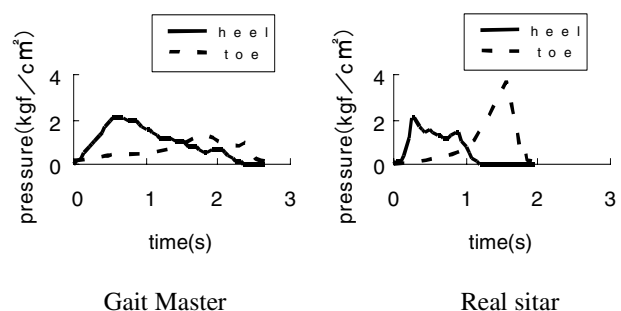 heel
toe
pressure(kgf/cm²)
4
2
0
0
1
2
3
time(s)
Gait Master
heel
toe
pressure(kgf/cm²)
4
2
0
0
1
2
3
time(s)
Real sitar